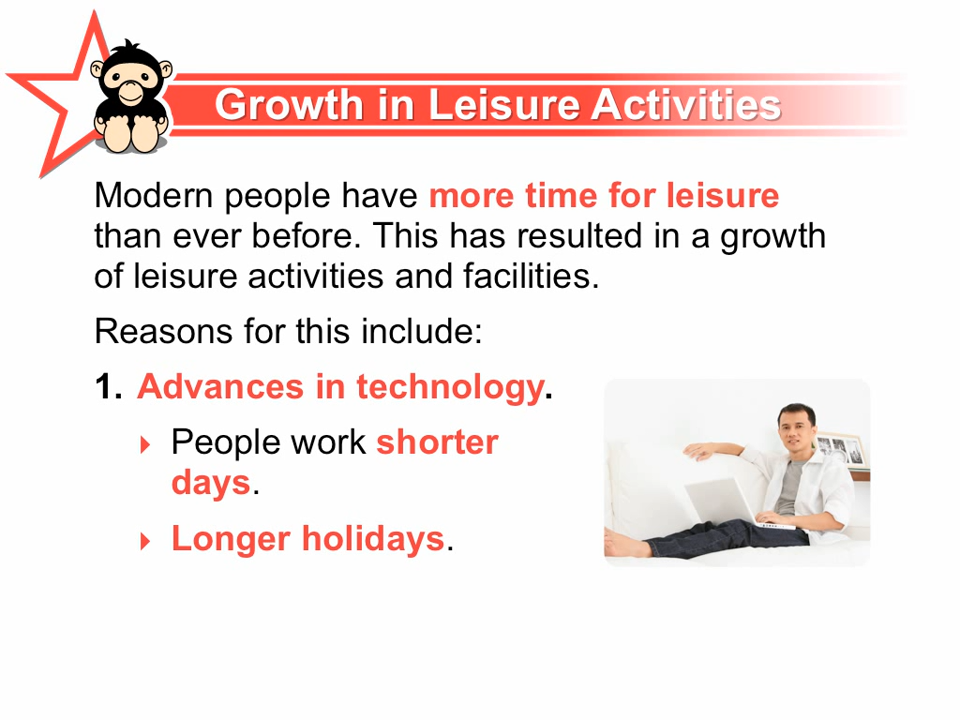 Growth in Leisure Activities
Modern people have more time for leisure
than ever before. This has resulted in a growth
of leisure activities and facilities.
Reasons for this include:
1. Advances in technology.
People work shorter
days.
Longer holidays.